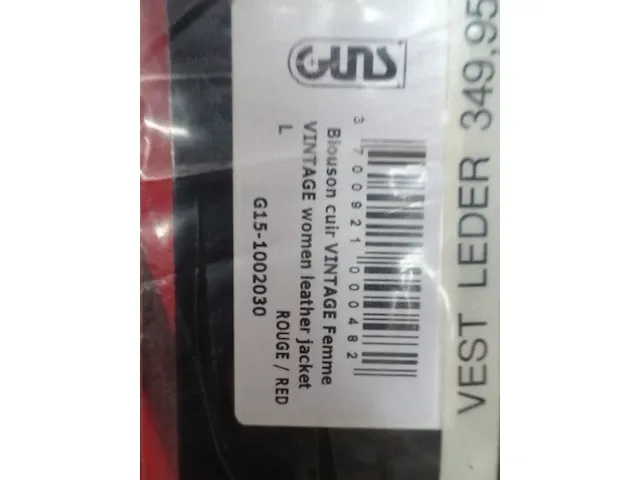 GUNS
3 700921 000482
Blouson cuir VINTAGE Femme
VINTAGE women leather jacket
L
ROUGE / RED
G15-1002030
VEST LEDER 349,95